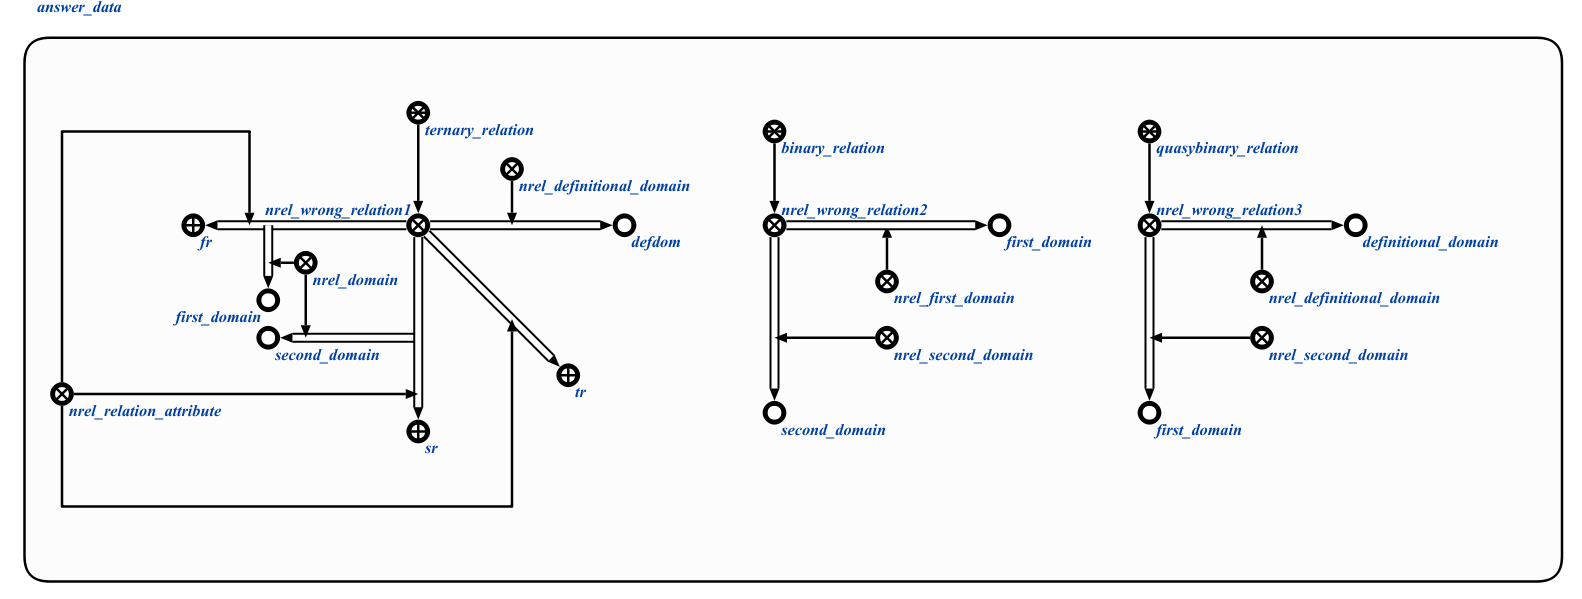 answer_data
ternary_relation
binary_relation
quasybinary_relation
nrel_definitional_domain
nrel_wrong_relation1
nrel_wrong_relation2
nrel_wrong_relation3
fr
defdom
first_domain
definitional_domain
nrel_domain
nrel_first_domain
nrel_definitional_domain
first_domain
second_domain
nrel_second_domain
nrel_second_domain
tr
nrel_relation_attribute
second_domain
first_domain
sr